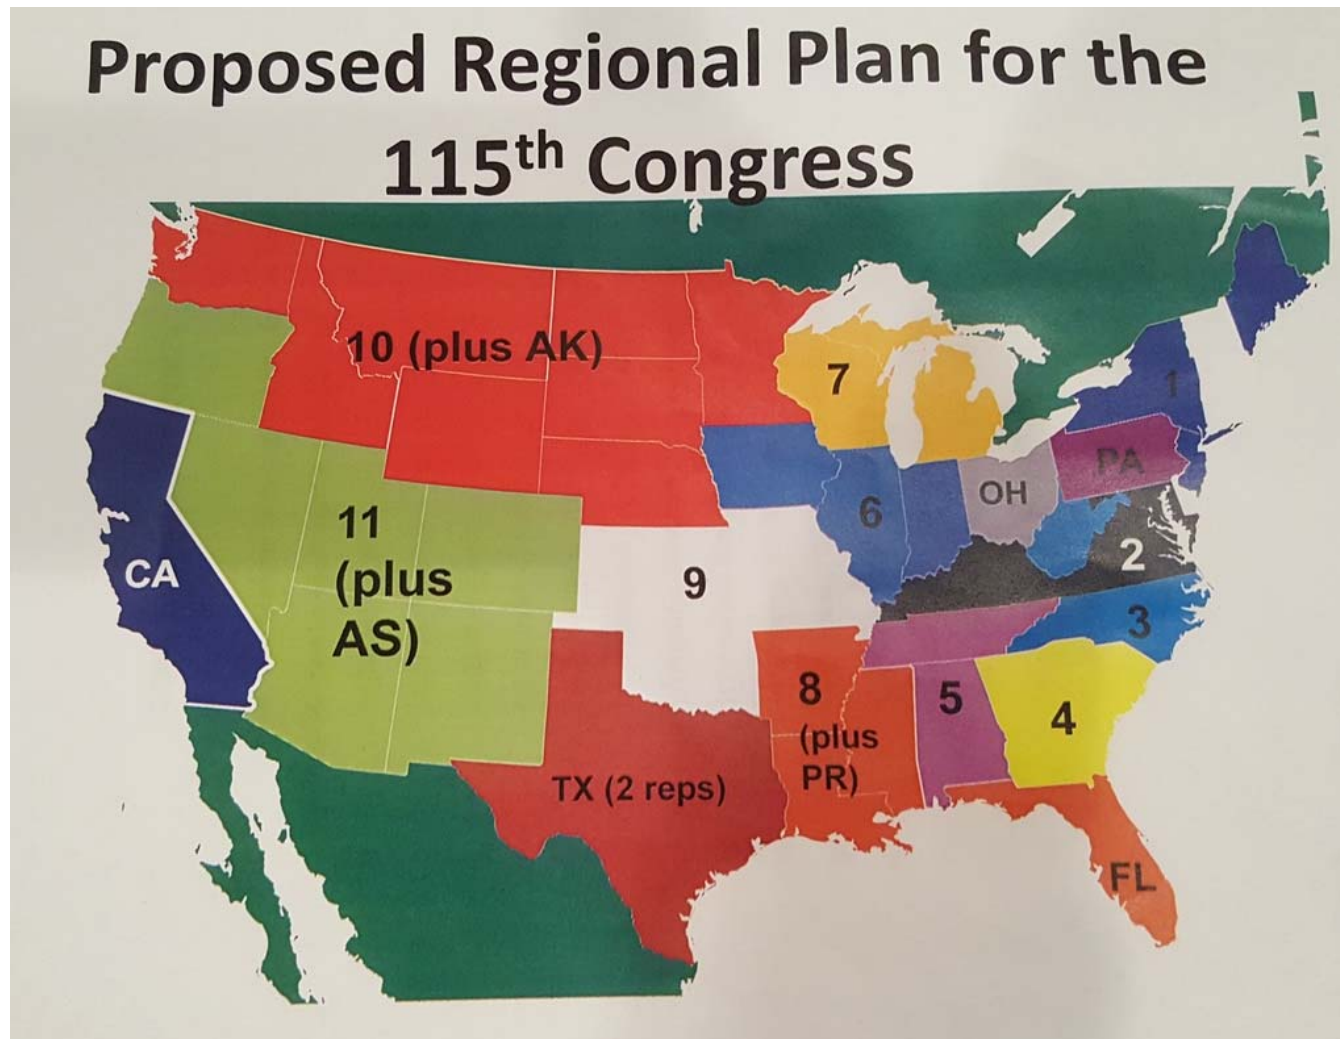 Proposed Regional Plan for the
115th Congress
10 (plus AK)
7
1
PA
OH
11
(plus
AS)
6
2
CA
9
3
8
(plus
PR)
5
4
TX (2 reps)
FL